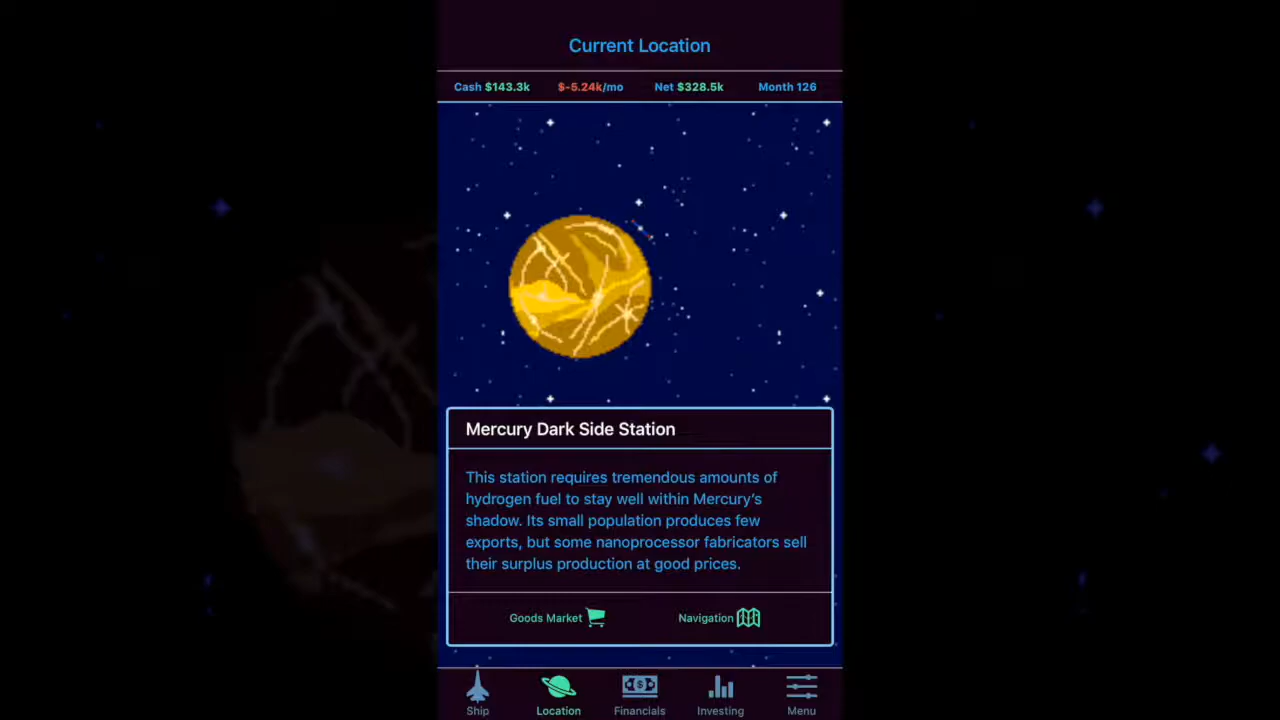 Current Location
Cash $143.3k $-5.24k/mo Net $328.5k Month 126
Mercury Dark Side Station
This station requires tremendous amounts of
hydrogen fuel to stay well within Mercury’s
shadow. Its small population produces few
exports, but some nanoprocessor fabricators sell
their surplus production at good prices.
Goods Market Navigation
Ship Location Financials Investing Menu